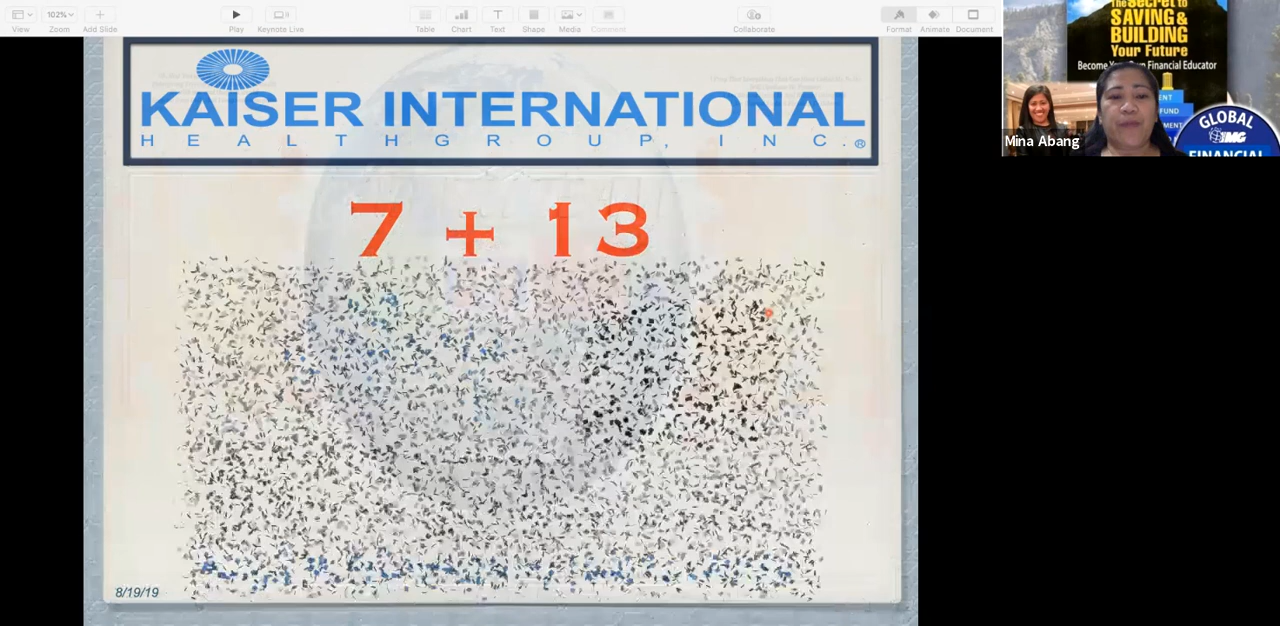 View
102%
Zoom
Add Slide
Play
Keynote Live
Table
Chart
Text
Shape
Media
Comment
Collaborate
Format
Animate
Document
KAISER INTERNATIONAL
HEALTHGROUP, INC.®
7 + 13
8/19/19
The Secret to
SAVING &
BUILDING
Your Future
Become Your Own Financial Educator
Mina Abang
GLOBAL
IMG
FINANCIAL